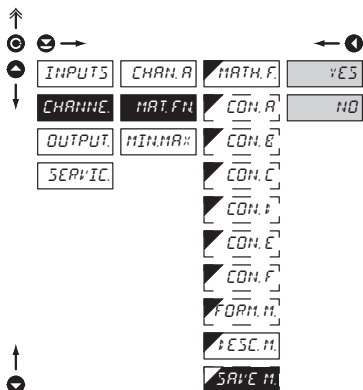 INPUTS CHAN. A MATH. F. YES
CHANNE. MAT. FN. CON. A NO
OUTPUT. MIN.MAX CON. B
SERVIC. CON. C
CON. D
CON. E
CON. F
FORM. M.
DESC. M.
SAVE M.